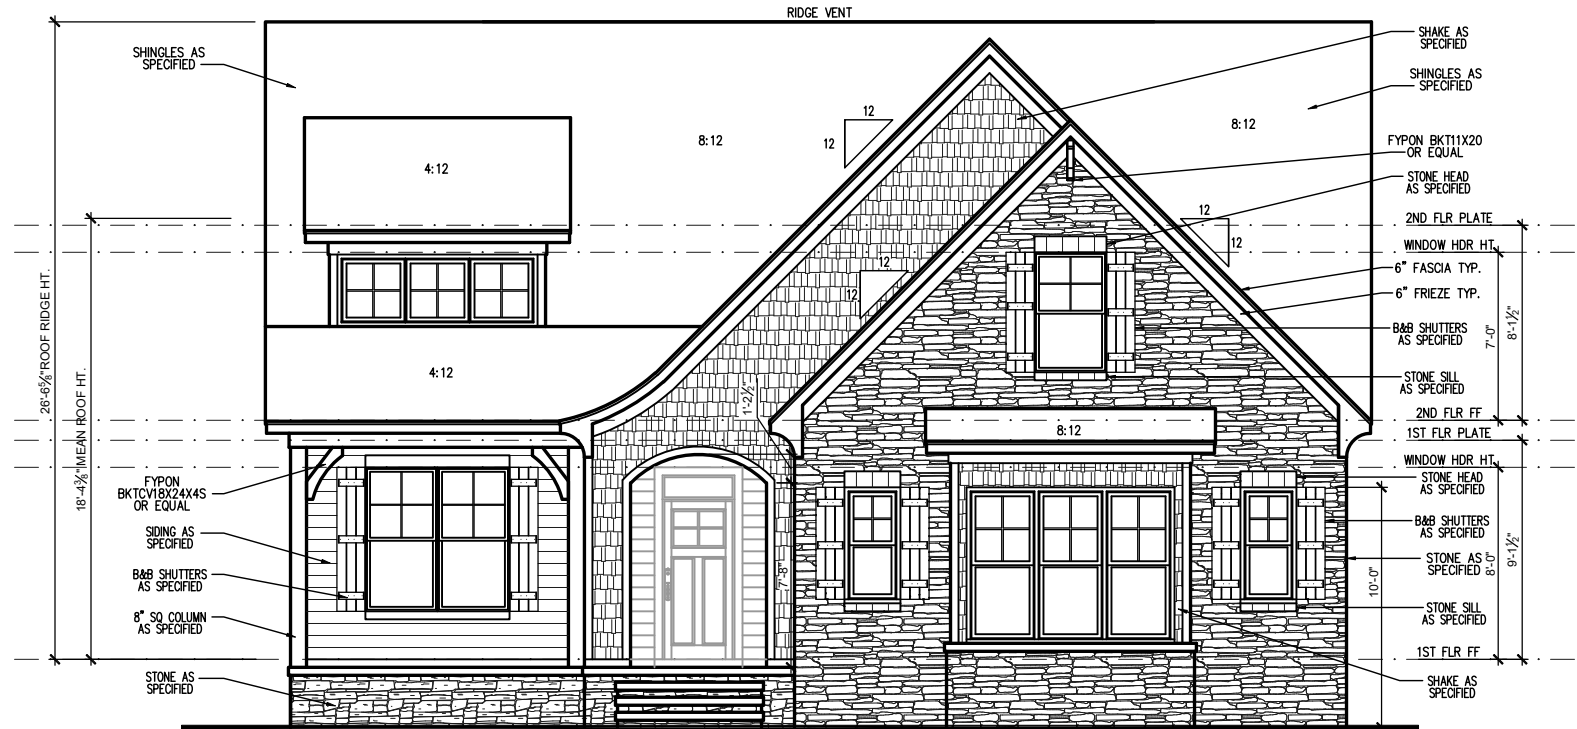 RIDGE VENT
SHINGLES AS
SPECIFIED
SHAKE AS
SPECIFIED
SHINGLES AS
SPECIFIED
12
12
8:12
8:12
4:12
FYPON BKT11X20
OR EQUAL
STONE HEAD
AS SPECIFIED
12
12
2ND FLR PLATE
WINDOW HDR HT.
6" FASCIA TYP.
6" FRIEZE TYP.
12
12
B&B SHUTTERS
AS SPECIFIED
7'-0"
8'-1½"
26'-6⅝" ROOF RIDGE HT.
18'-4⅜" MEAN ROOF HT.
4:12
STONE SILL
AS SPECIFIED
1'-2½"
2ND FLR FF
8:12
1ST FLR PLATE
WINDOW HDR HT.
STONE HEAD
AS SPECIFIED
FYPON
BKTCV18X24X4S
OR EQUAL
SIDING AS
SPECIFIED
B&B SHUTTERS
AS SPECIFIED
STONE AS
SPECIFIED
8'-0"
9'-1½"
10'-0"
7'-8"
B&B SHUTTERS
AS SPECIFIED
8" SQ COLUMN
AS SPECIFIED
STONE SILL
AS SPECIFIED
1ST FLR FF
STONE AS
SPECIFIED
SHAKE AS
SPECIFIED